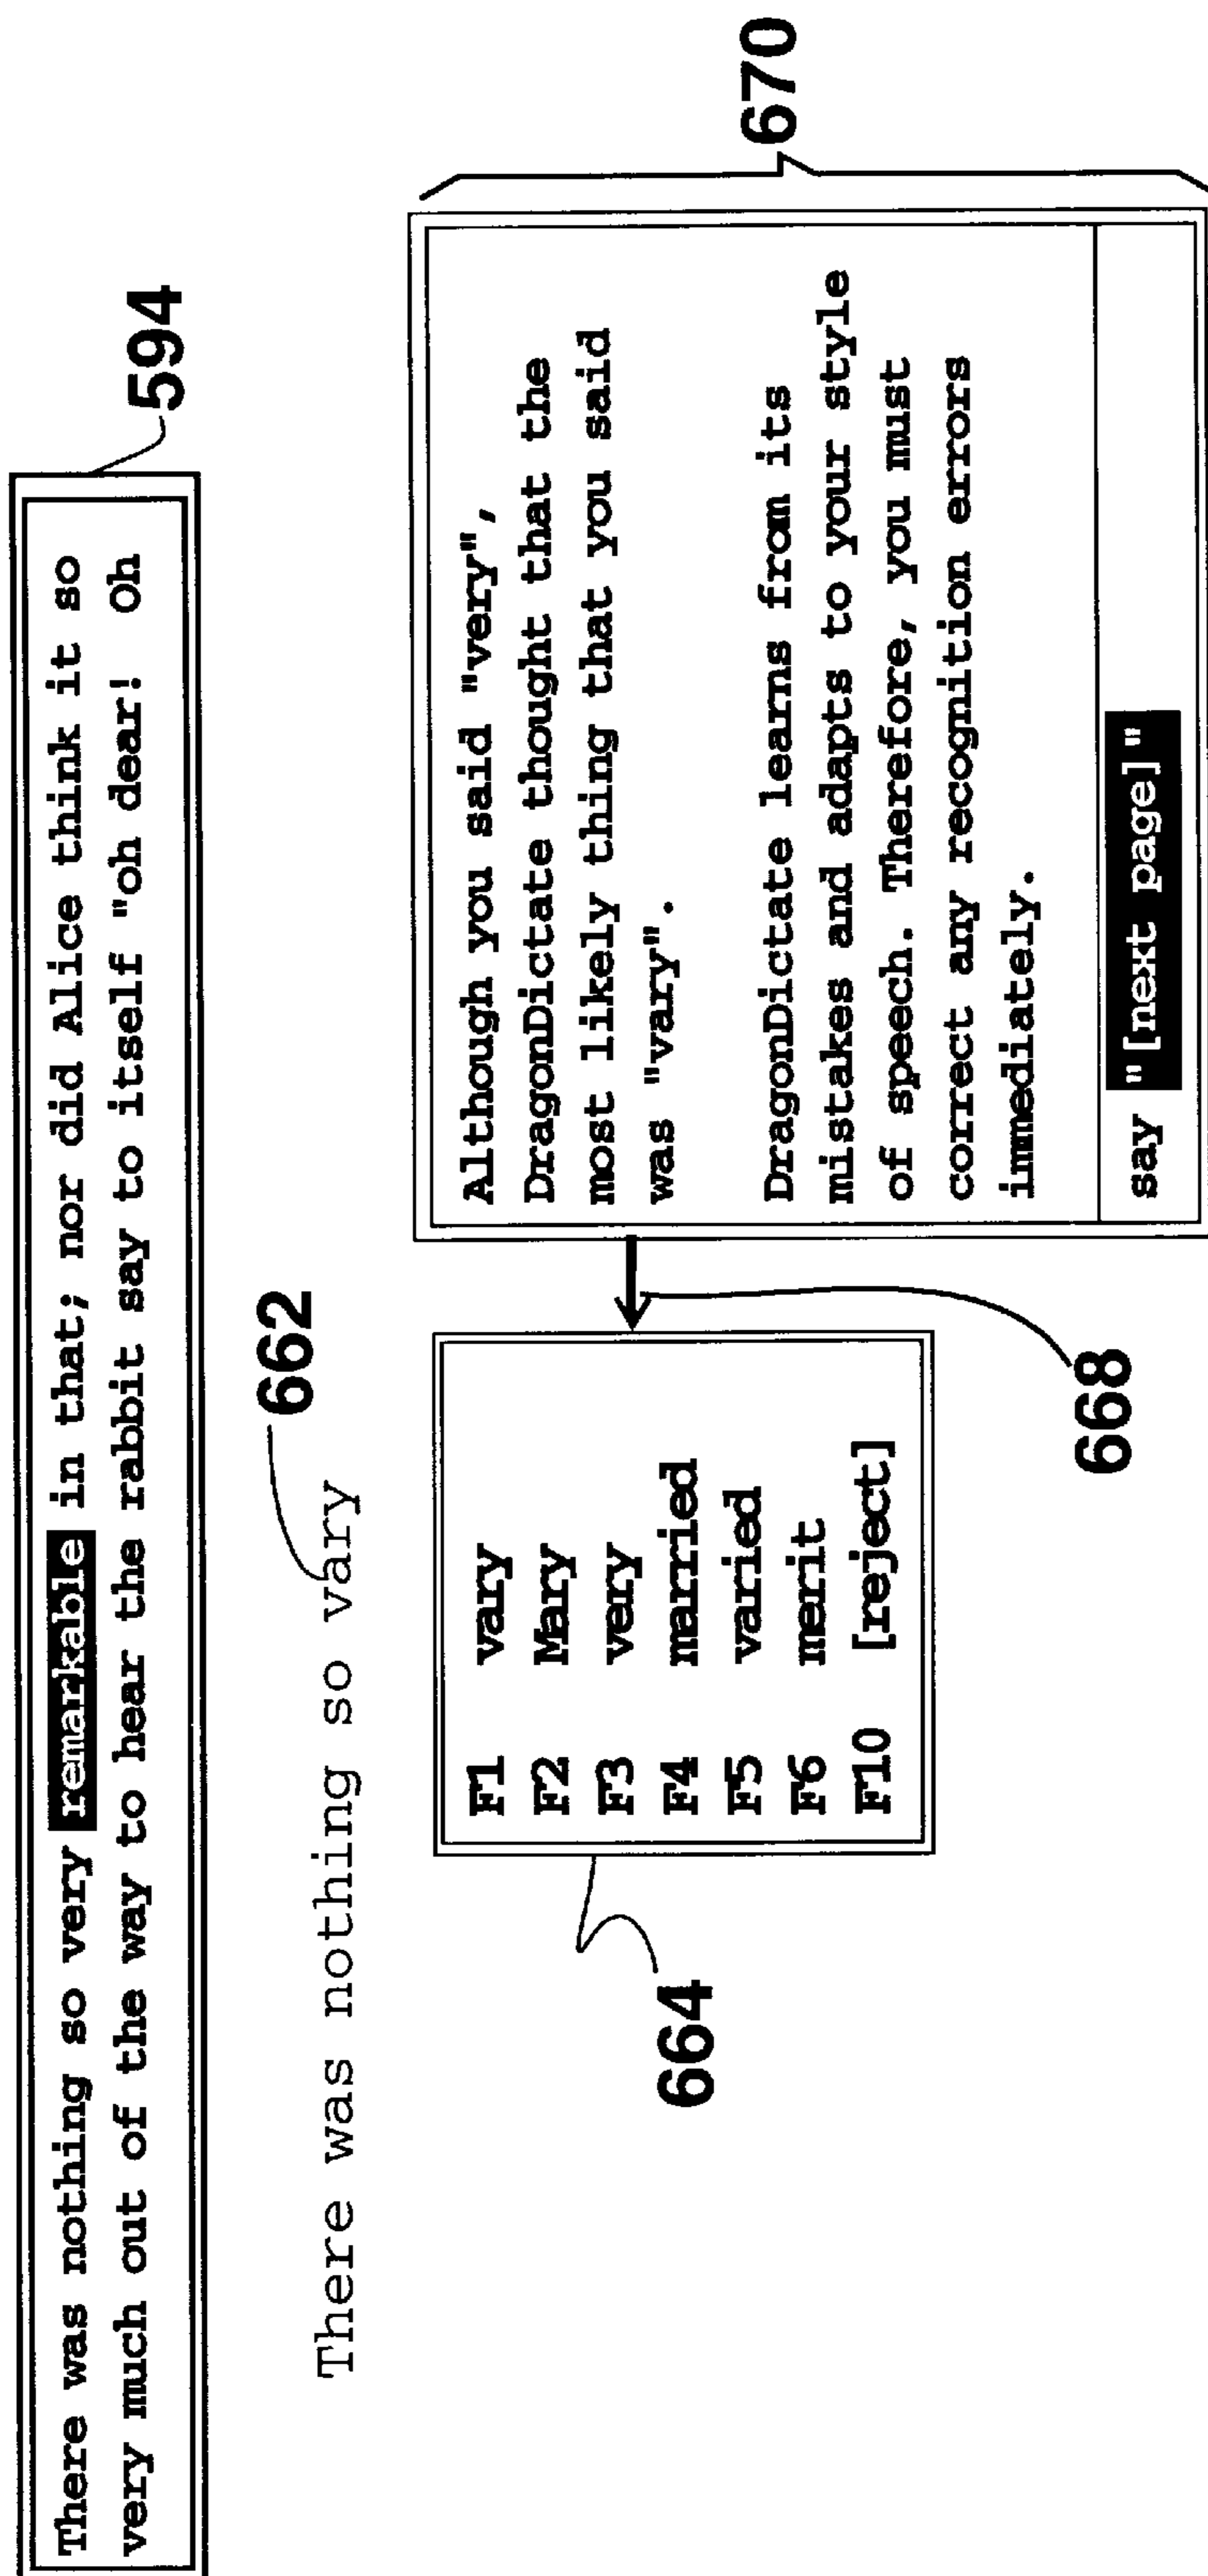 There was nothing so very remarkable in that; nor did Alice think it so
very much out of the way to hear the rabbit say to itself "oh dear!  Oh
594
662
There was nothing so vary
F1 vary
F2 Mary
F3 very
F4 married
F5 varied
F6 merit
F10 [reject]
664
668
Although you said "very",
DragonDictate thought that the
most likely thing that you said
was "vary".
DragonDictate learns from its
mistakes and adapts to your style
of speech. Therefore, you must
correct any recognition errors
immediately.
say "[next page]"
670